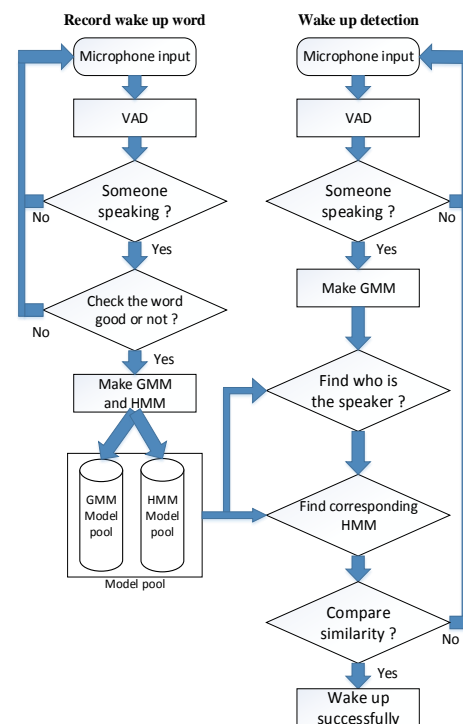 Record wake up word
Microphone input
VAD
Someone
speaking ?
No
Yes
Check the word
good or not ?
No
Yes
Make GMM
and HMM
GMM
Model
pool
HMM
Model
pool
Model pool
Wake up detection
Microphone input
VAD
Someone
speaking ?
No
Yes
Make GMM
Find who is
the speaker ?
Find corresponding
HMM
Compare
similarity ?
No
Yes
Wake up
successfully